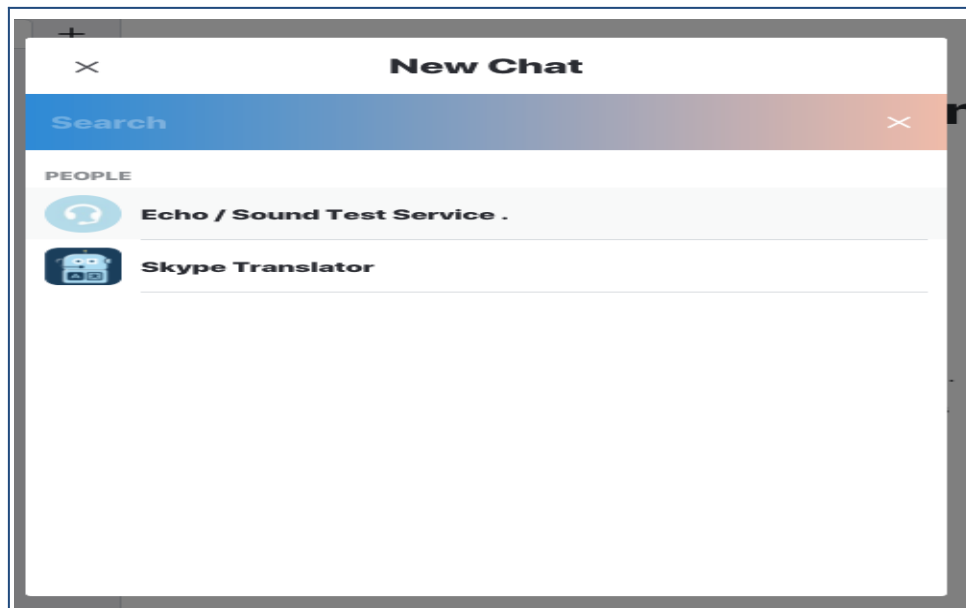 New Chat
Search
PEOPLE
Echo / Sound Test Service .
Skype Translator